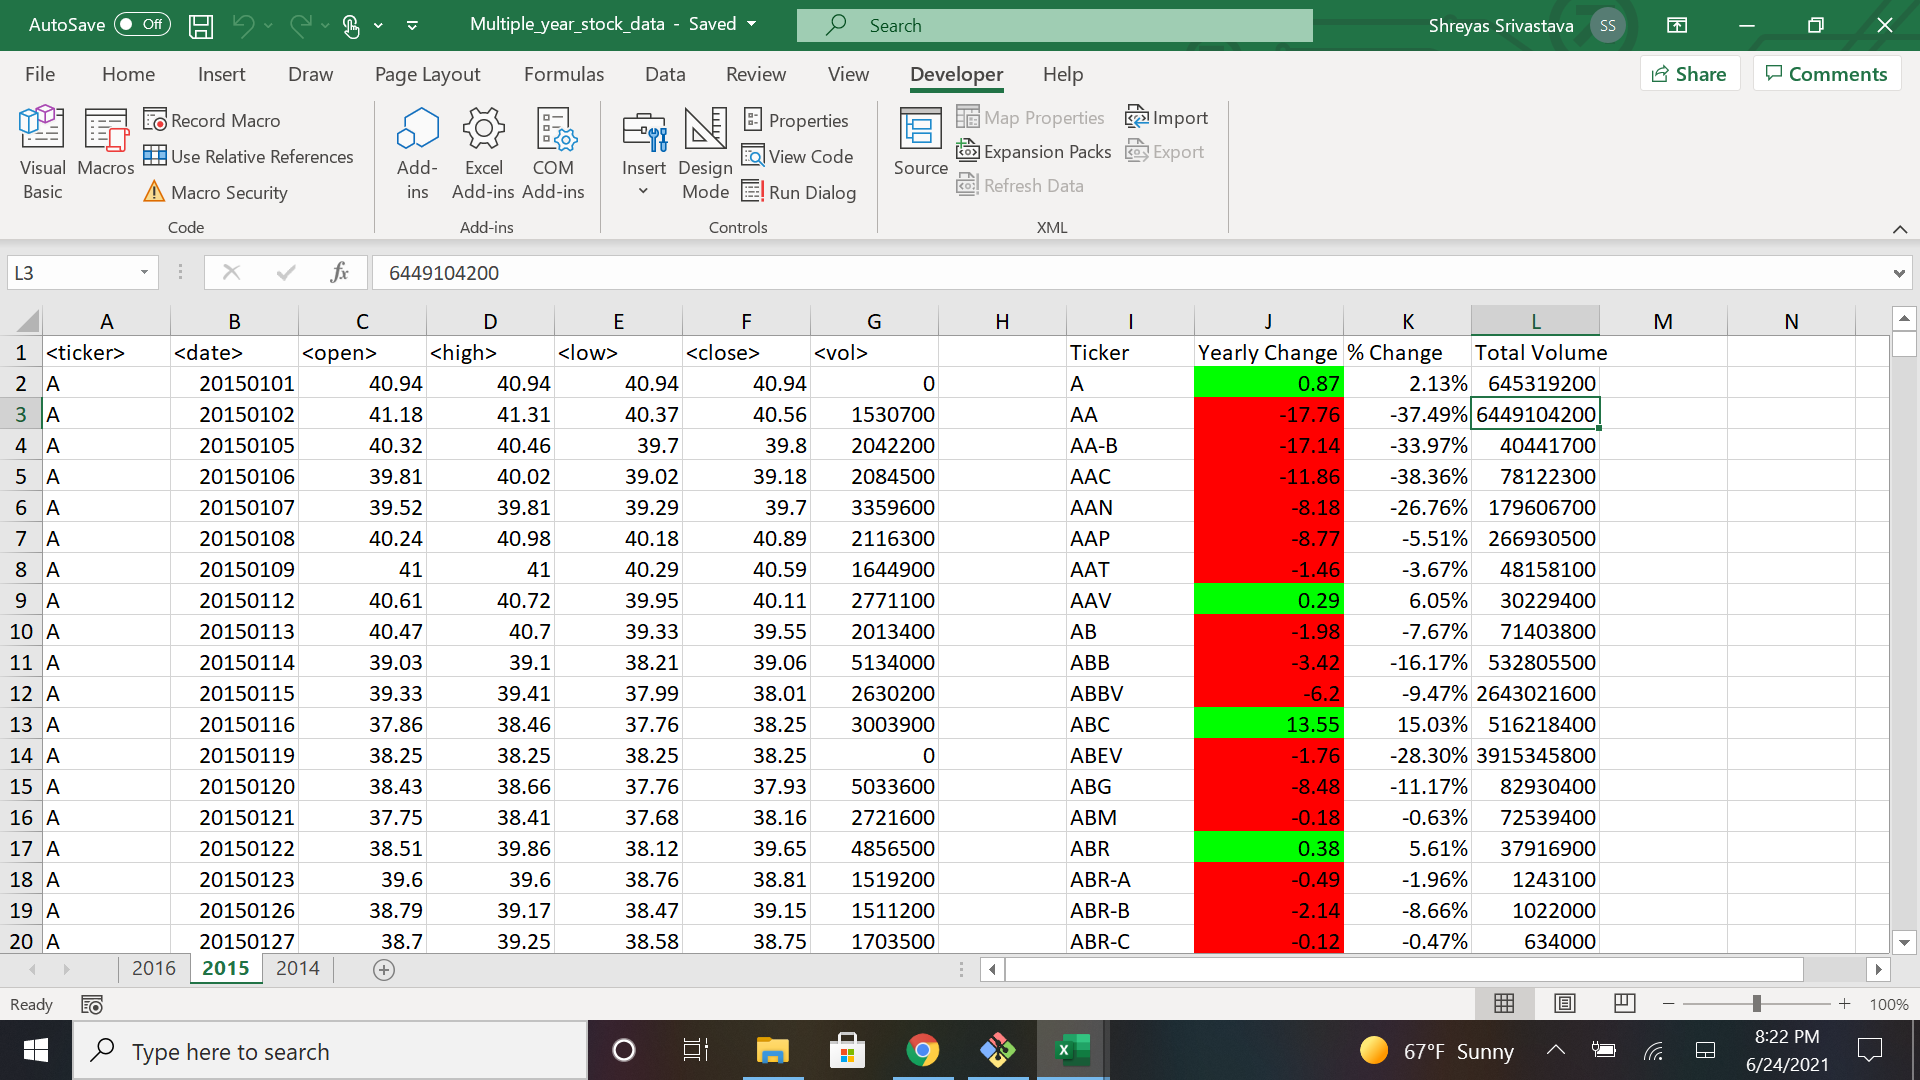 AutoSave Off Multiple_year_stock_data - Saved Search Shreyas Srivastava SS
File Home Insert Draw Page Layout Formulas Data Review View Developer Help Share Comments
Visual Basic Macros Record Macro Use Relative References Macro Security
Add-ins Excel Add-ins COM Add-ins
Insert Design Mode Properties View Code Run Dialog
Source Map Properties Expansion Packs Refresh Data Import Export
Code Add-ins Controls XML
L3 fx 6449104200
A B C D E F G H I J K L M N
1 <ticker> <date> <open> <high> <low> <close> <vol> Ticker Yearly Change % Change Total Volume
2 A 20150101 40.94 40.94 40.94 40.94 0 A 0.87 2.13% 645319200
3 A 20150102 41.18 41.31 40.37 40.56 1530700 AA -17.76 -37.49% 6449104200
4 A 20150105 40.32 40.46 39.7 39.8 2042200 AA-B -17.14 -33.97% 40441700
5 A 20150106 39.81 40.02 39.02 39.18 2084500 AAC -11.86 -38.36% 78122300
6 A 20150107 39.52 39.81 39.29 39.7 3359600 AAN -8.18 -26.76% 179606700
7 A 20150108 40.24 40.98 40.18 40.89 2116300 AAP -8.77 -5.51% 266930500
8 A 20150109 41 41 40.29 40.59 1644900 AAT -1.46 -3.67% 48158100
9 A 20150112 40.61 40.72 39.95 40.11 2771100 AAV 0.29 6.05% 30229400
10 A 20150113 40.47 40.7 39.33 39.55 2013400 AB -1.98 -7.67% 71403800
11 A 20150114 39.03 39.1 38.21 39.06 5134000 ABB -3.42 -16.17% 532805500
12 A 20150115 39.33 39.41 37.99 38.01 2630200 ABBV -6.2 -9.47% 2643021600
13 A 20150116 37.86 38.46 37.76 38.25 3003900 ABC 13.55 15.03% 516218400
14 A 20150119 38.25 38.25 38.25 38.25 0 ABEV -1.76 -28.30% 3915345800
15 A 20150120 38.43 38.66 37.76 37.93 5033600 ABG -8.48 -11.17% 82930400
16 A 20150121 37.75 38.41 37.68 38.16 2721600 ABM -0.18 -0.63% 72539400
17 A 20150122 38.51 39.86 38.12 39.65 4856500 ABR 0.38 5.61% 37916900
18 A 20150123 39.6 39.6 38.76 38.81 1519200 ABR-A -0.49 -1.96% 1243100
19 A 20150126 38.79 39.17 38.47 39.15 1511200 ABR-B -2.14 -8.66% 1022000
20 A 20150127 38.7 39.25 38.58 38.75 1703500 ABR-C -0.12 -0.47% 634000
2016 2015 2014
Ready 100%
Type here to search 67°F Sunny 8:22 PM
6/24/2021